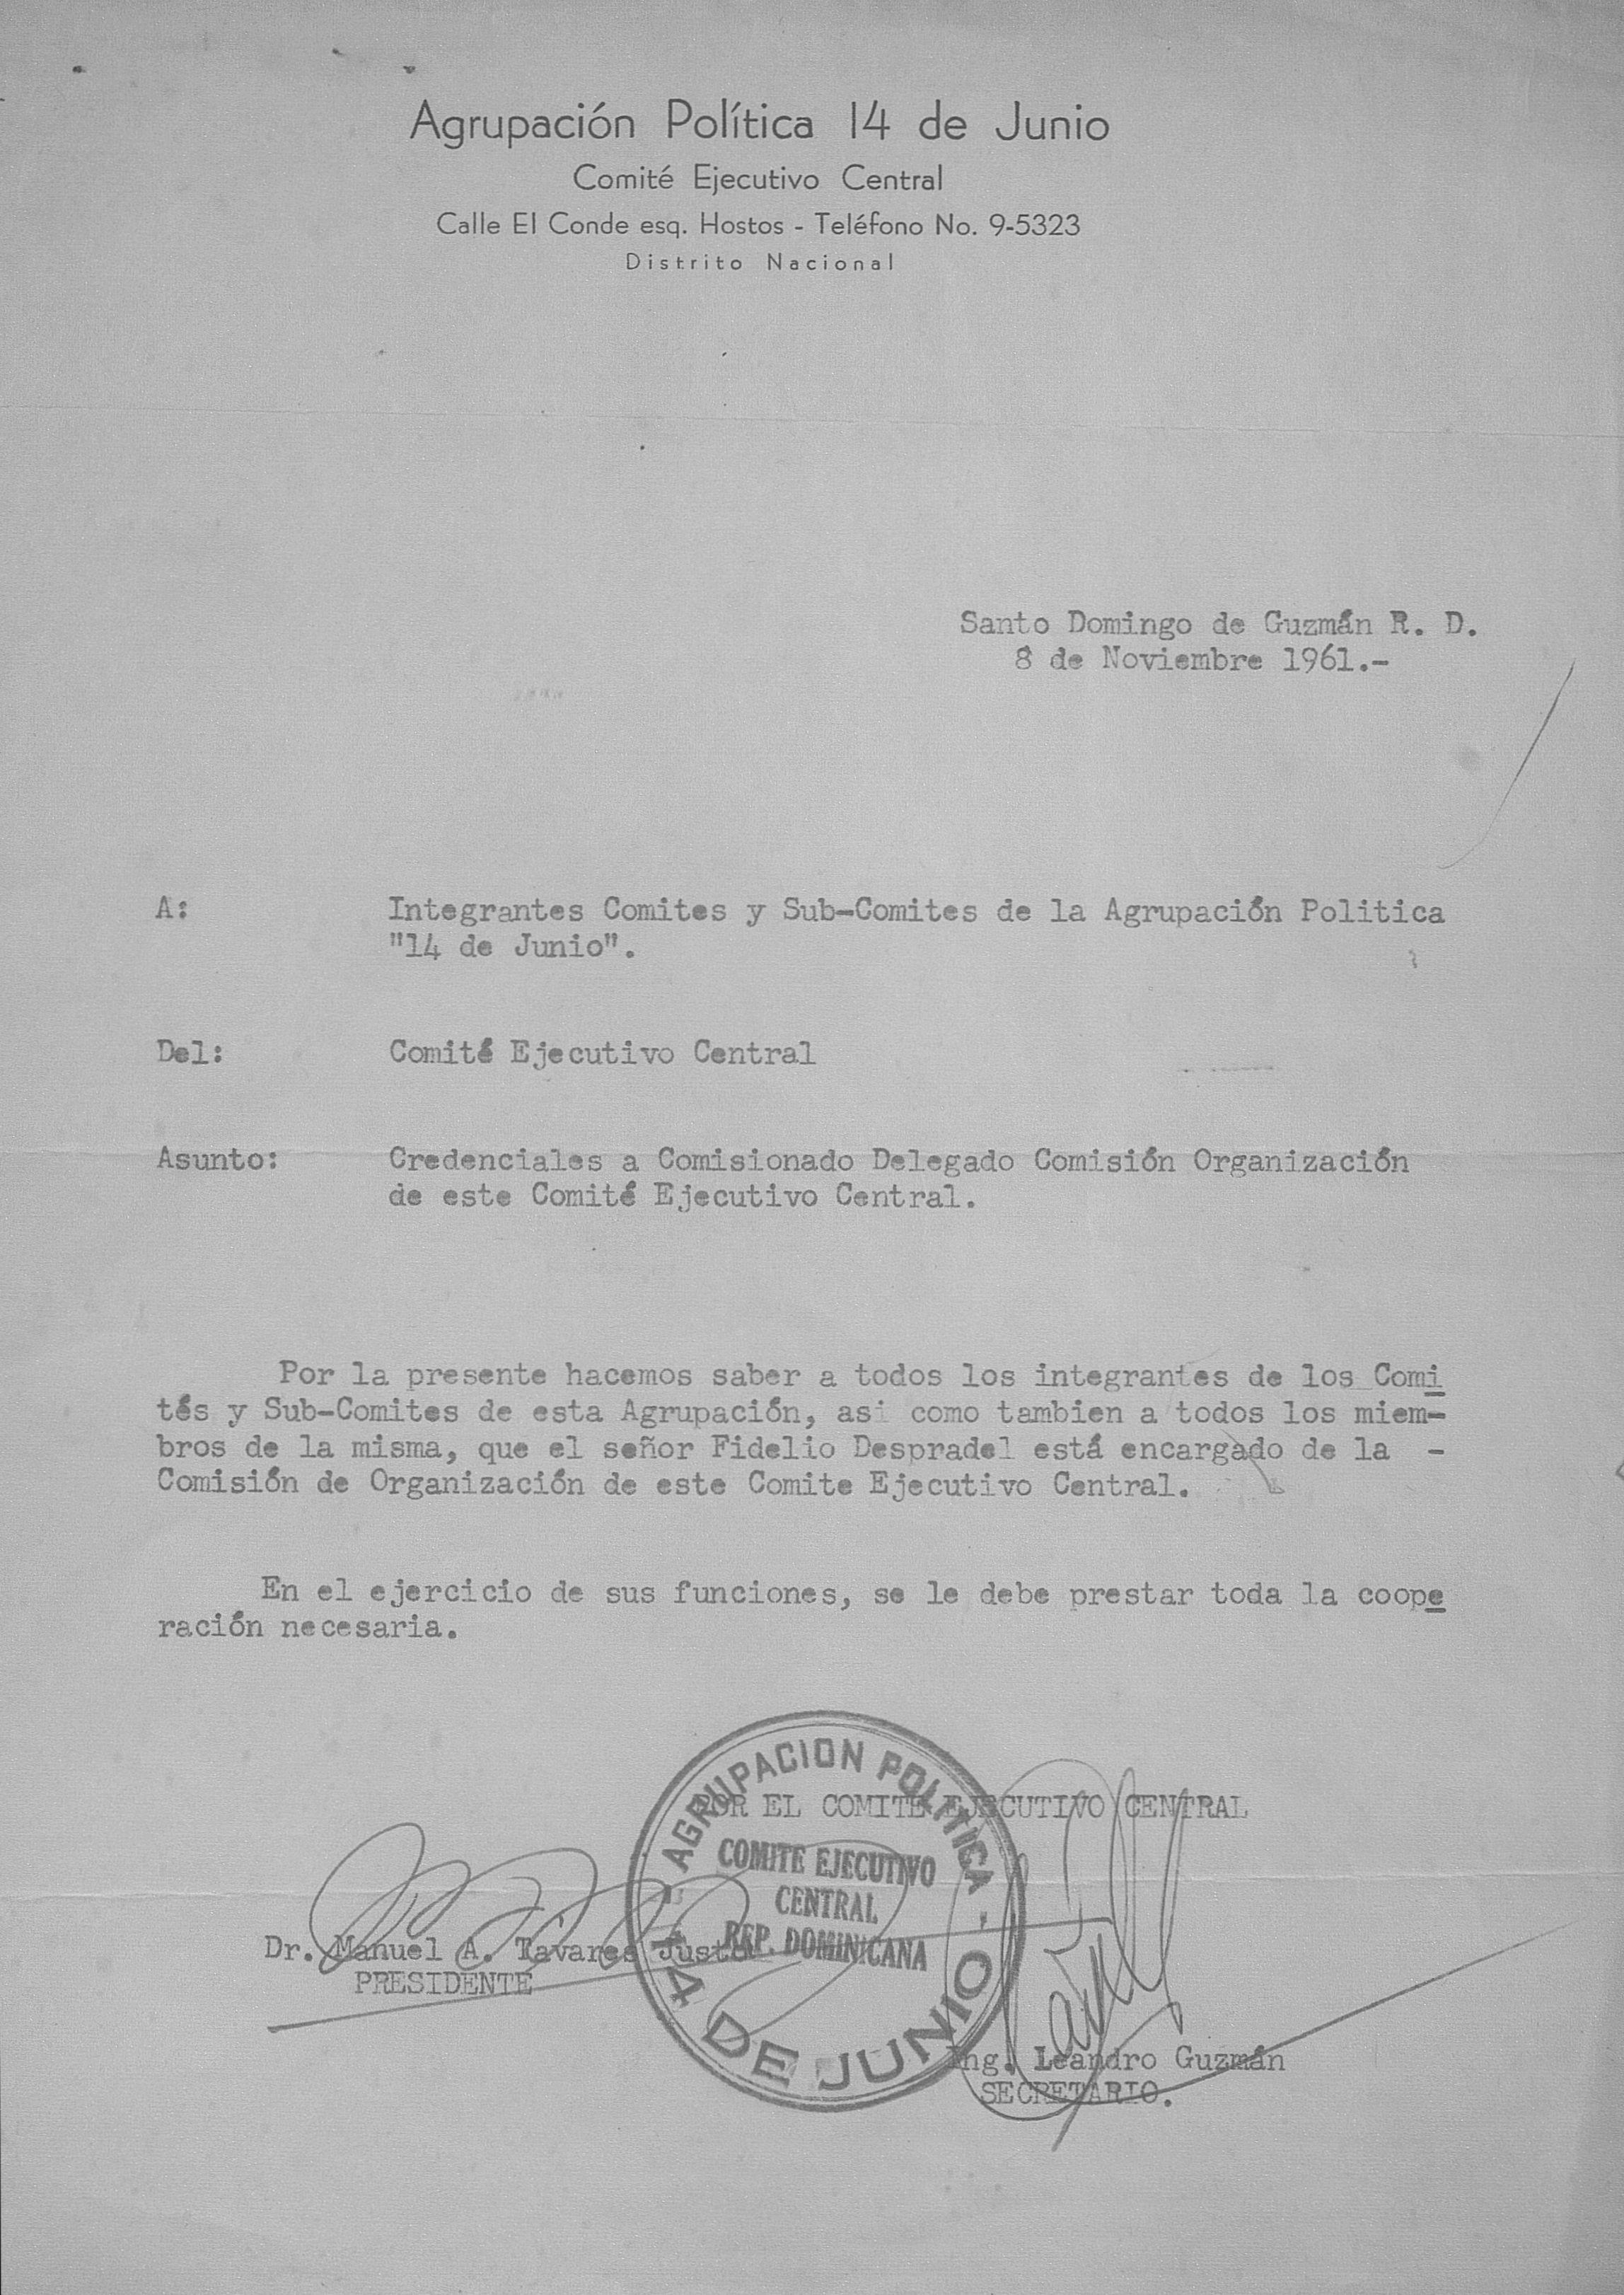 Agrupación Política 14 de Junio
Comité Ejecutivo Central
Calle El Conde esq. Hostos - Teléfono No. 9-5323
Distrito Nacional
Santo Domingo de Guzmán R. D.
8 de Noviembre 1961.-
A: Integrantes Comites y Sub-Comites de la Agrupación Politica
"14 de Junio".
Del: Comité Ejecutivo Central
Asunto: Credenciales a Comisionado Delegado Comisión Organización
de este Comité Ejecutivo Central.
Por la presente hacemos saber a todos los integrantes de los Comi
tés y Sub-Comites de esta Agrupación, asi como tambien a todos los miem-
bros de la misma, que el señor Fidelio Despradel está encargado de la -
Comisión de Organización de este Comite Ejecutivo Central.
En el ejercicio de sus funciones, se le debe prestar toda la coope
ración necesaria.
POR EL COMITE EJECUTIVO CENTRAL
AGRUPACION POLITICA -
COMITE EJECUTIVO
CENTRAL
REP. DOMINICANA
14 DE JUNIO
Dr. Manuel A. Tavares Justo
PRESIDENTE
Ing. Leandro Guzmán
SECRETARIO.